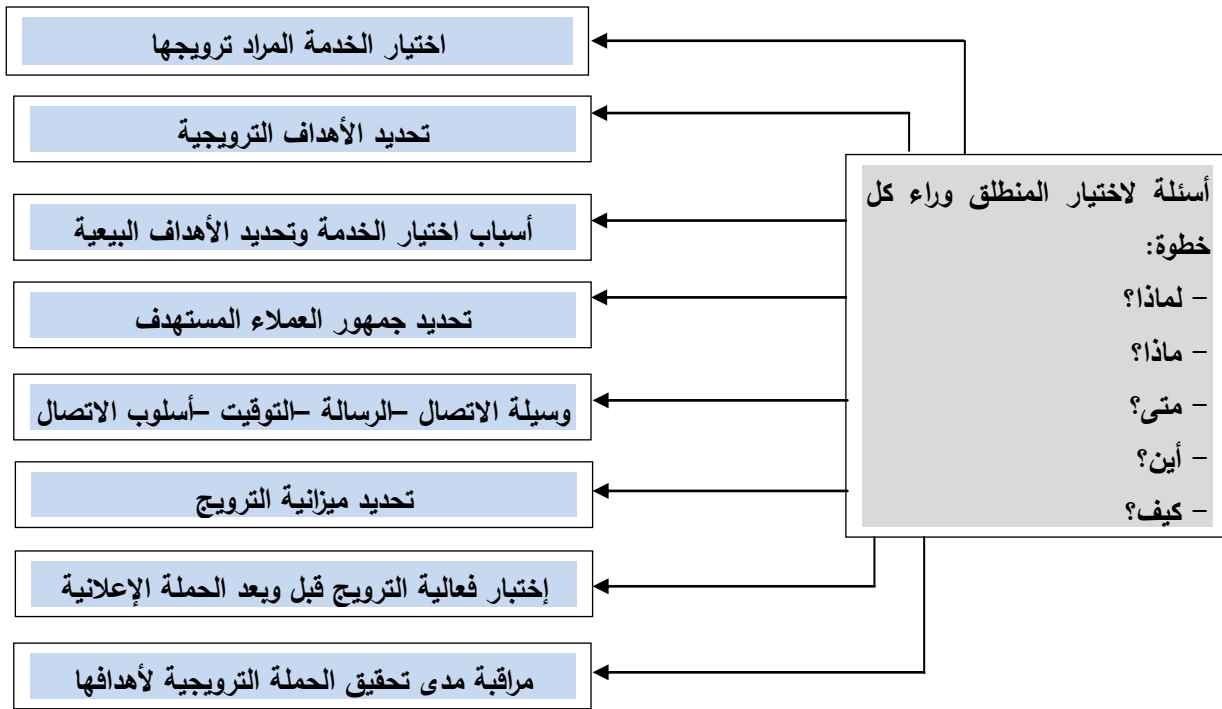 اختيار الخدمة المراد ترويجها
تحديد الأهداف الترويجية
أسباب اختيار الخدمة وتحديد الأهداف البيعية
تحديد جمهور العملاء المستهدف
وسيلة الاتصال –الرسالة –التوقيت –أسلوب الاتصال
تحديد ميزانية الترويج
إختبار فعالية الترويج قبل وبعد الحملة الإعلانية
مراقبة مدى تحقيق الحملة الترويجية لأهدافها
أسئلة لاختيار المنطلق وراء كل
خطوة:
– لماذا؟
– ماذا؟
– متى؟
– أين؟
– كيف؟